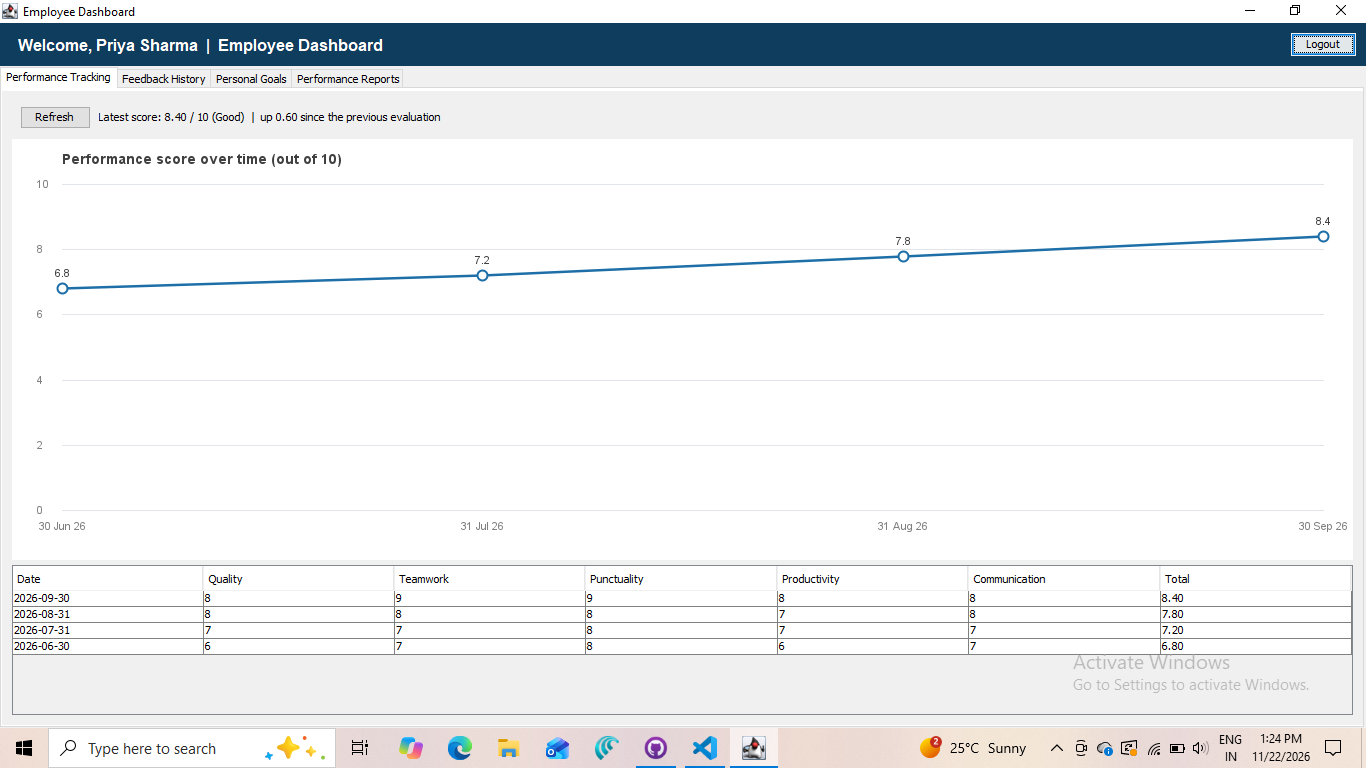 Employee Dashboard
Welcome, Priya Sharma | Employee Dashboard
Logout
Performance Tracking Feedback History Personal Goals Performance Reports
Refresh Latest score: 8.40 / 10 (Good) | up 0.60 since the previous evaluation
Performance score over time (out of 10)
10
8.4
7.8
8
7.2
6.8
6
4
2
0
30 Jun 26 31 Jul 26 31 Aug 26 30 Sep 26
Date Quality Teamwork Punctuality Productivity Communication Total
2026-09-30 8 9 9 8 8 8.40
2026-08-31 8 8 8 7 8 7.80
2026-07-31 7 7 8 7 7 7.20
2026-06-30 6 7 8 6 7 6.80
Activate Windows
Go to Settings to activate Windows.
Type here to search
2
25°C Sunny
ENG
IN
1:24 PM
11/22/2026